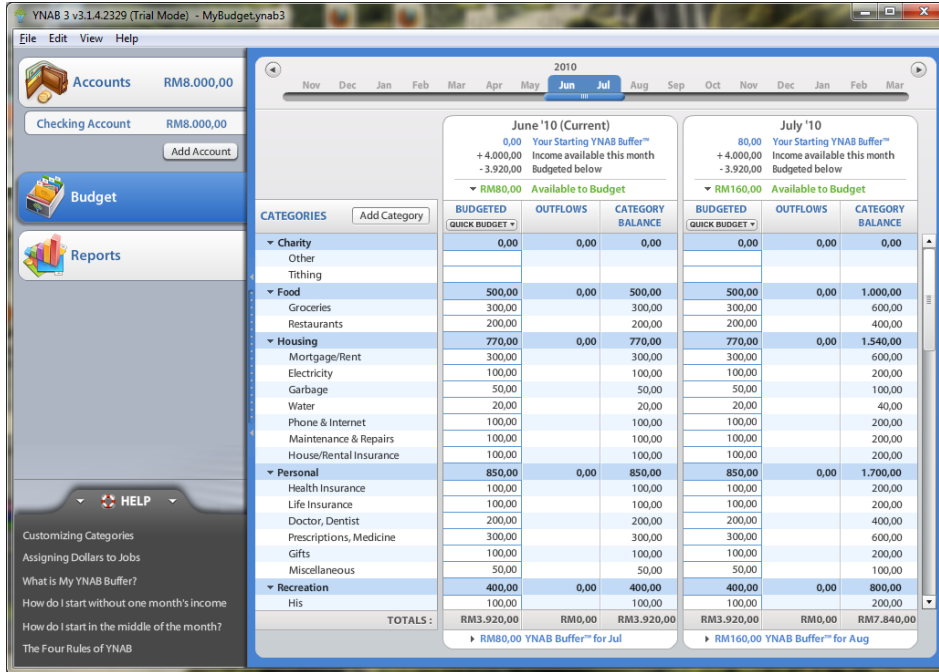 YNAB 3 v3.1.4.2329 (Trial Mode) - MyBudget.ynab3
File Edit View Help
Accounts RM8.000,00
Checking Account RM8.000,00
Add Account
Budget
Reports
HELP
Customizing Categories
Assigning Dollars to Jobs
What is My YNAB Buffer?
How do I start without one month's income
How do I start in the middle of the month?
The Four Rules of YNAB
2010
Nov Dec Jan Feb Mar Apr May Jun Jul Aug Sep Oct Nov Dec Jan Feb Mar
June '10 (Current) July '10
0,00 Your Starting YNAB Buffer™ 80,00 Your Starting YNAB Buffer™
+ 4.000,00 Income available this month + 4.000,00 Income available this month
- 3.920,00 Budgeted below - 3.920,00 Budgeted below
RM80,00 Available to Budget RM160,00 Available to Budget
CATEGORIES Add Category BUDGETED QUICK BUDGET OUTFLOWS CATEGORY BALANCE BUDGETED QUICK BUDGET OUTFLOWS CATEGORY BALANCE
Charity 0,00 0,00 0,00 0,00 0,00 0,00
Other
Tithing
Food 500,00 0,00 500,00 500,00 0,00 1.000,00
Groceries 300,00 300,00 300,00 600,00
Restaurants 200,00 200,00 200,00 400,00
Housing 770,00 0,00 770,00 770,00 0,00 1.540,00
Mortgage/Rent 300,00 300,00 300,00 600,00
Electricity 100,00 100,00 100,00 200,00
Garbage 50,00 50,00 50,00 100,00
Water 20,00 20,00 20,00 40,00
Phone & Internet 100,00 100,00 100,00 200,00
Maintenance & Repairs 100,00 100,00 100,00 200,00
House/Rental Insurance 100,00 100,00 100,00 200,00
Personal 850,00 0,00 850,00 850,00 0,00 1.700,00
Health Insurance 100,00 100,00 100,00 200,00
Life Insurance 100,00 100,00 100,00 200,00
Doctor, Dentist 200,00 200,00 200,00 400,00
Prescriptions, Medicine 300,00 300,00 300,00 600,00
Gifts 100,00 100,00 100,00 200,00
Miscellaneous 50,00 50,00 50,00 100,00
Recreation 400,00 0,00 400,00 400,00 0,00 800,00
His 100,00 100,00 100,00 200,00
TOTALS : RM3.920,00 RM0,00 RM3.920,00 RM3.920,00 RM0,00 RM7.840,00
RM80,00 YNAB Buffer™ for Jul RM160,00 YNAB Buffer™ for Aug